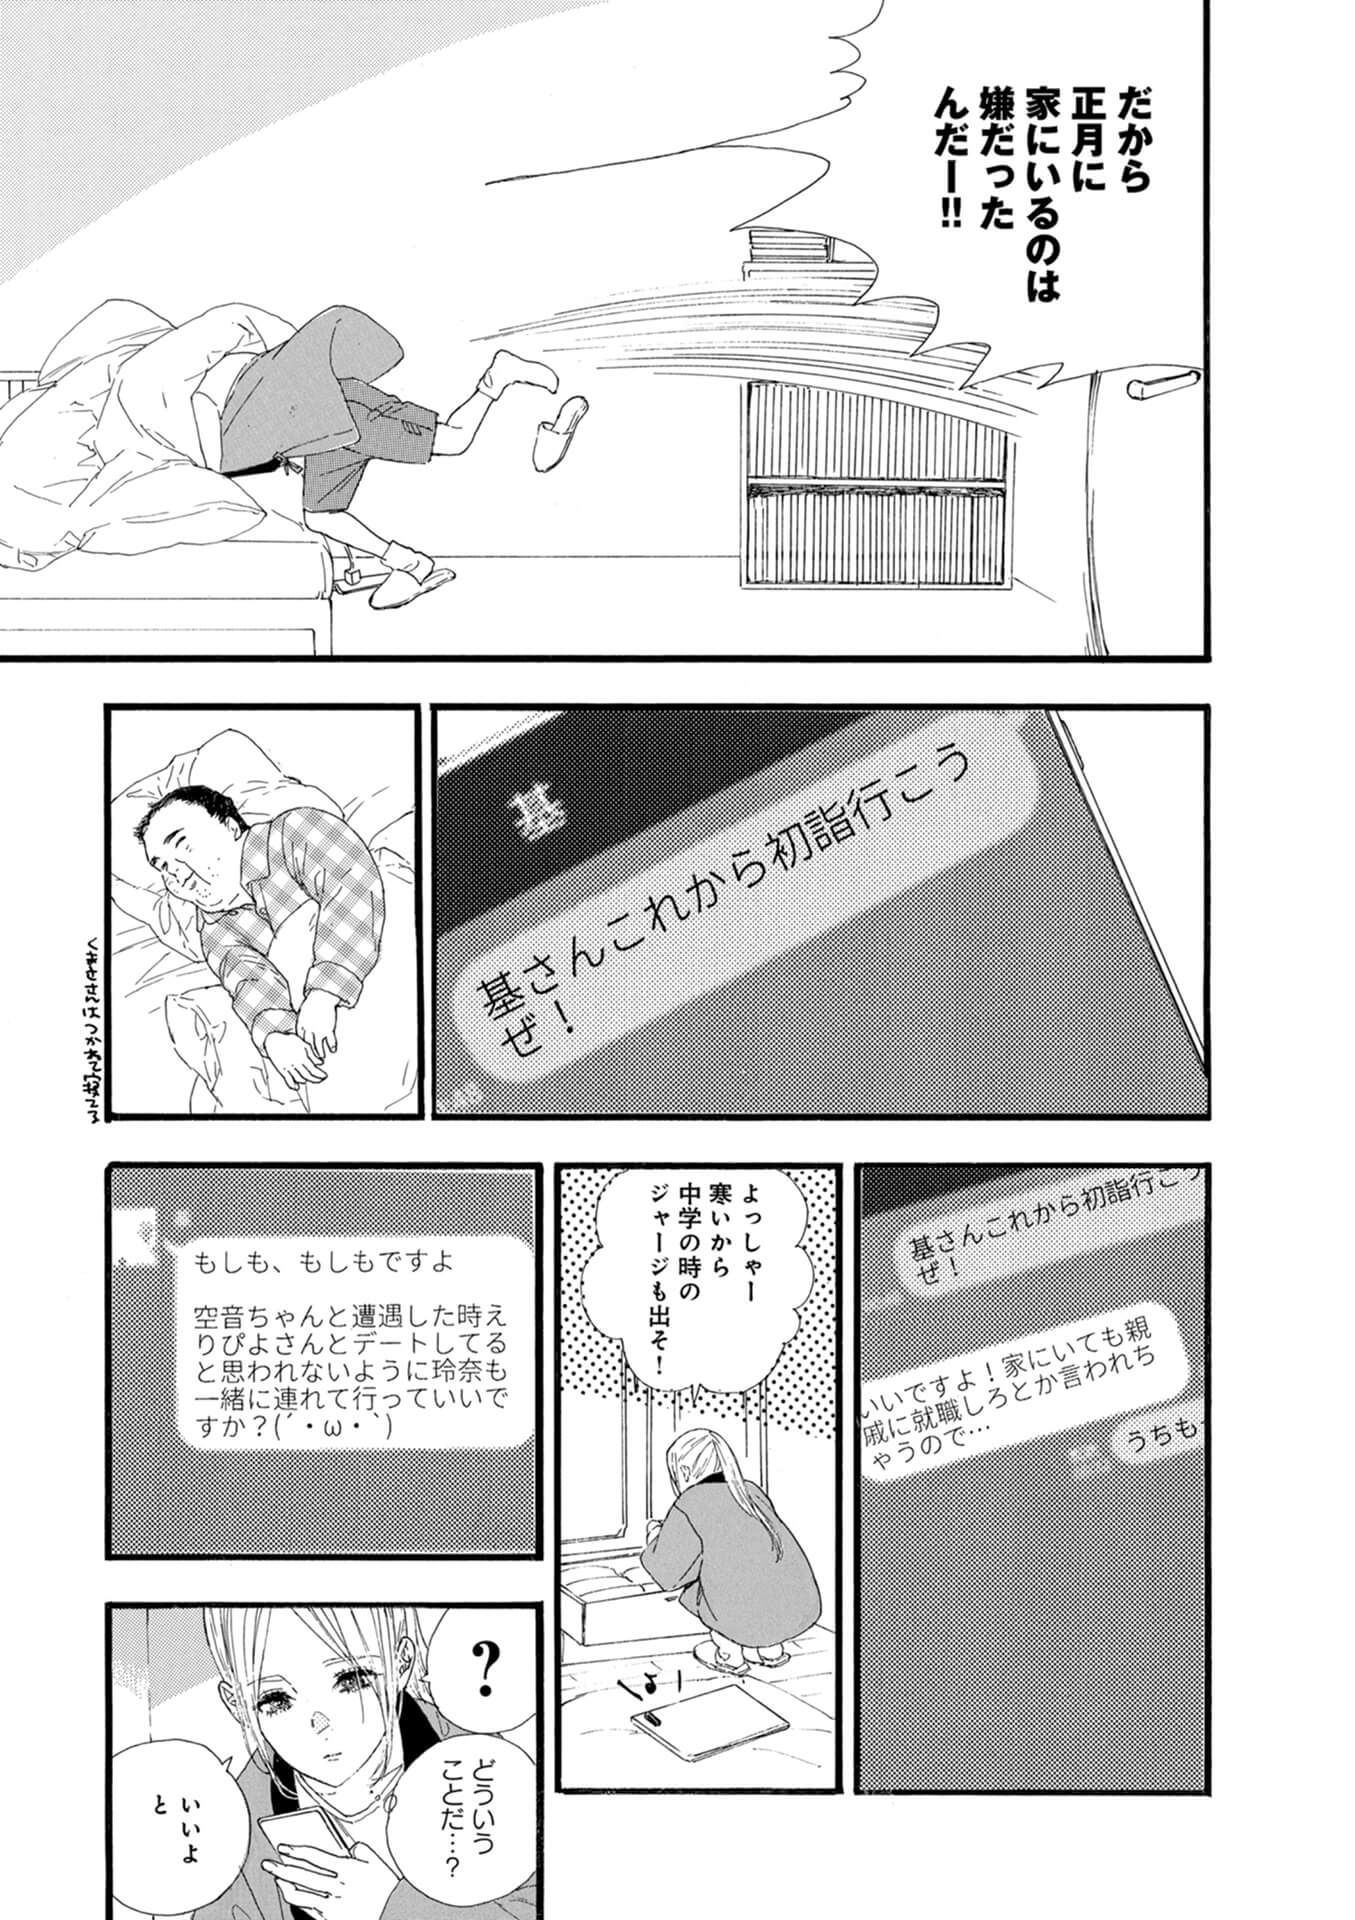 だから
正月に
家にいるのは
嫌だった
んだー!!
基
基さんこれから初詣行こう
ぜ！
くまささんはつかれて寝てる
基さんこれから初詣行こう
ぜ！
いいですよ！家にいても親
戚に就職しろとか言われち
ゃうので…
うちも
よっしゃー
寒いから
中学の時の
ジャージも出そ！
もしも、もしもですよ
空音ちゃんと遭遇した時え
りぴよさんとデートしてる
と思われないように玲奈も
一緒に連れて行っていいで
すか？(´・ω・`)
？
どういう
ことだ…？
いいよ
と